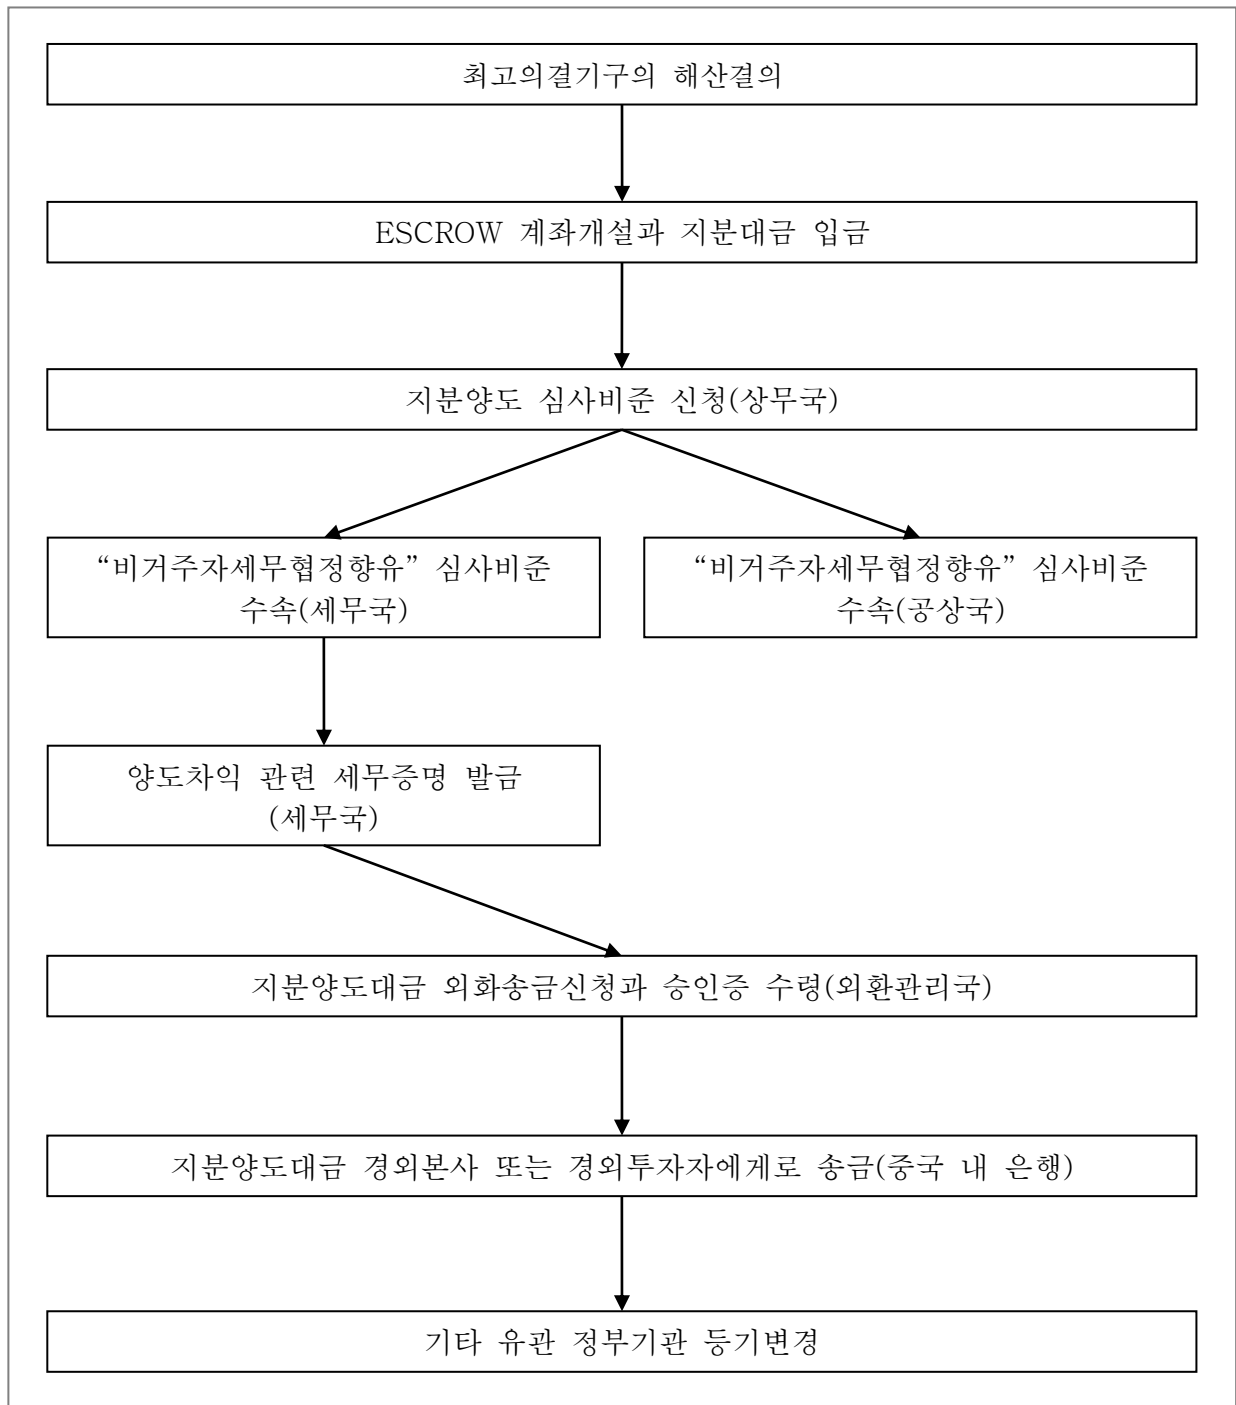 최고의결기구의 해산결의
ESCROW 계좌개설과 지분대금 입금
지분양도 심사비준 신청(상무국)
“비거주자세무협정향유” 심사비준
수속(세무국)
“비거주자세무협정향유” 심사비준
수속(공상국)
양도차익 관련 세무증명 발금
(세무국)
지분양도대금 외화송금신청과 승인증 수령(외환관리국)
지분양도대금 경외본사 또는 경외투자자에게로 송금(중국 내 은행)
기타 유관 정부기관 등기변경